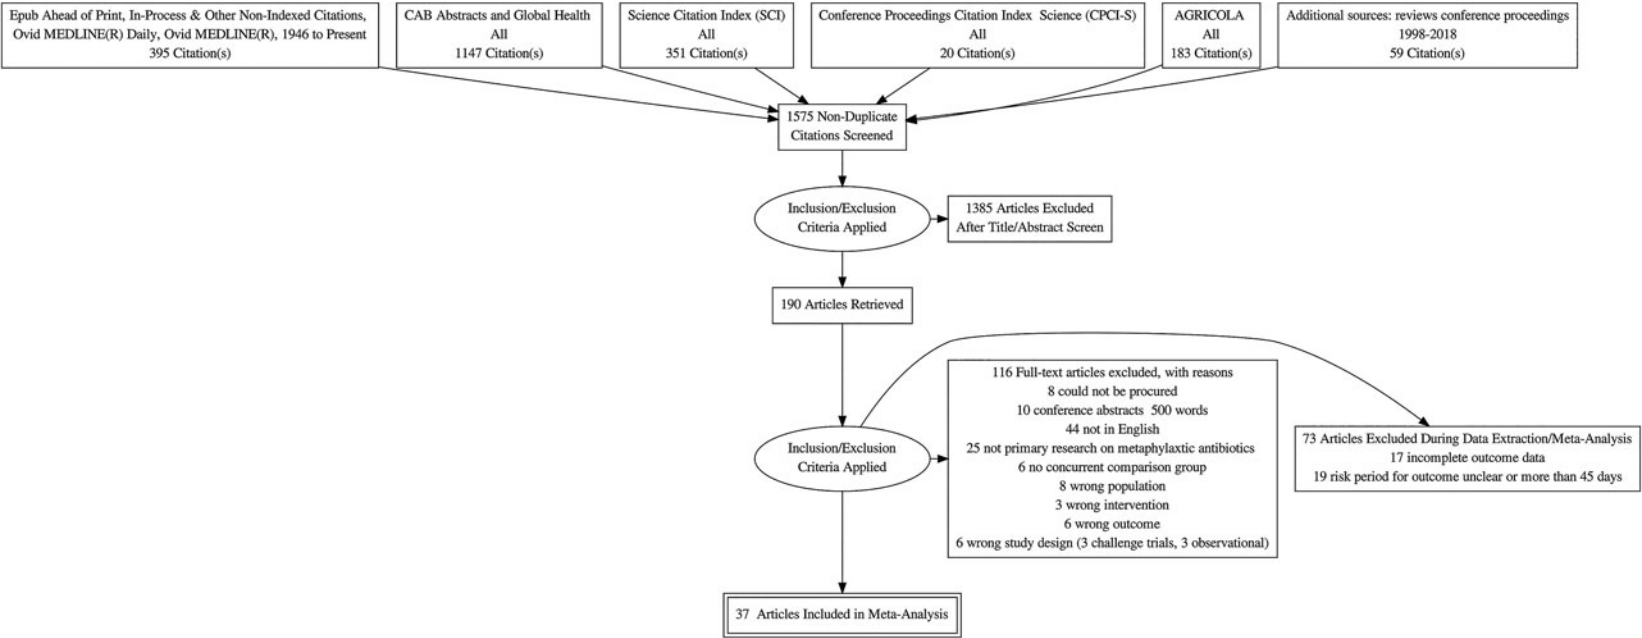 Epub Ahead of Print, In-Process & Other Non-Indexed Citations,
Ovid MEDLINE(R) Daily, Ovid MEDLINE(R), 1946 to Present
395 Citation(s)
CAB Abstracts and Global Health
All
1147 Citation(s)
Science Citation Index (SCI)
All
351 Citation(s)
Conference Proceedings Citation Index Science (CPCI-S)
All
20 Citation(s)
AGRICOLA
All
183 Citation(s)
Additional sources: reviews conference proceedings
1998-2018
59 Citation(s)
1575 Non-Duplicate
Citations Screened
Inclusion/Exclusion
Criteria Applied
1385 Articles Excluded
After Title/Abstract Screen
190 Articles Retrieved
Inclusion/Exclusion
Criteria Applied
116 Full-text articles excluded, with reasons
8 could not be procured
10 conference abstracts 500 words
44 not in English
25 not primary research on metaphylaxtic antibiotics
6 no concurrent comparison group
8 wrong population
3 wrong intervention
6 wrong outcome
6 wrong study design (3 challenge trials, 3 observational)
73 Articles Excluded During Data Extraction/Meta-Analysis
17 incomplete outcome data
19 risk period for outcome unclear or more than 45 days
37 Articles Included in Meta-Analysis